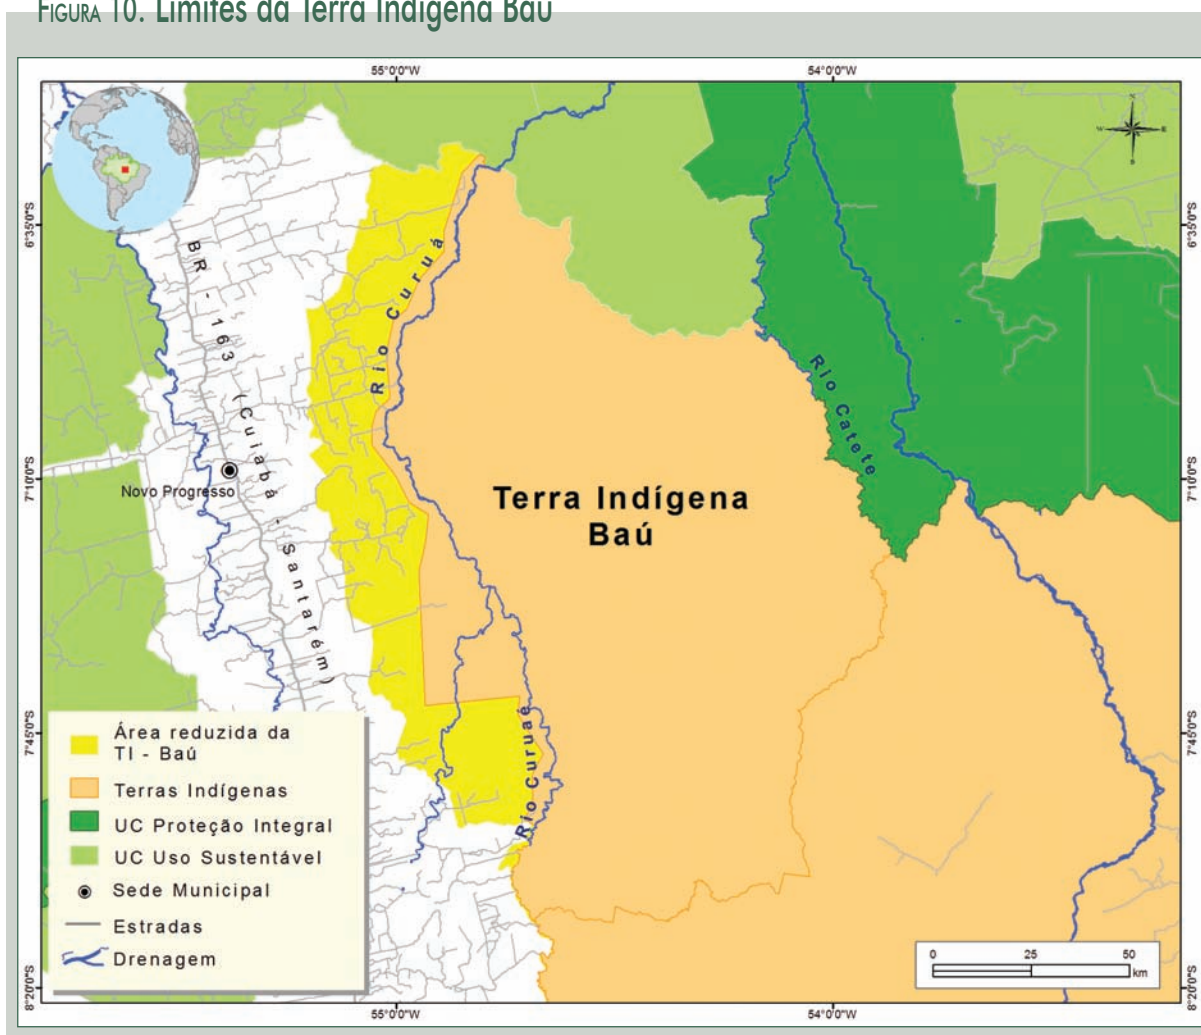 FIGURA 10. Limites da Terra Indígena Baú
55°0'0"W
54°0'0"W
N
W
E
S
6°35'0"S
6°35'0"S
BR - 163 (Cuiabá - Santarém)
Rio Curuá
Rio Catete
7°10'0"S
7°10'0"S
Novo Progresso
Terra Indígena
Baú
7°45'0"S
7°45'0"S
Rio Curuaé
Área reduzida da
TI - Baú
Terras Indígenas
UC Proteção Integral
UC Uso Sustentável
Sede Municipal
Estradas
Drenagem
0 25 50
km
8°20'0"S
8°20'0"S
55°0'0"W
54°0'0"W